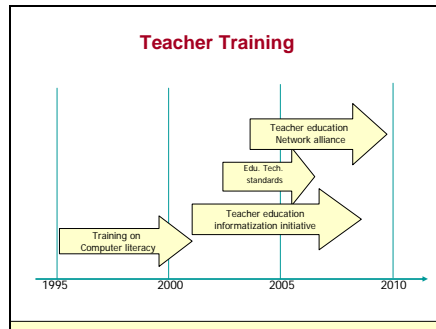 Teacher Training
Teacher education
Network alliance
Edu. Tech.
standards
Teacher education
informatization initiative
Training on
Computer literacy
1995 2000 2005 2010